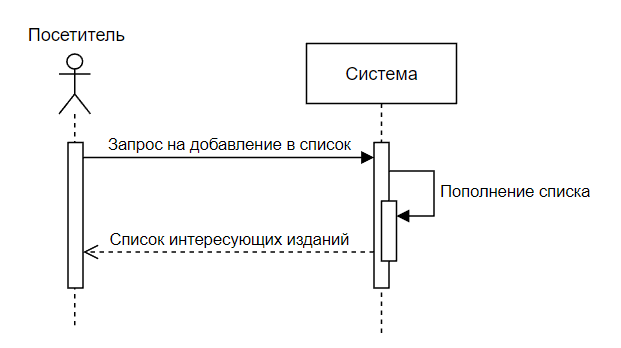 Посетитель
Система
Запрос на добавление в список
Пополнение списка
Список интересующих изданий